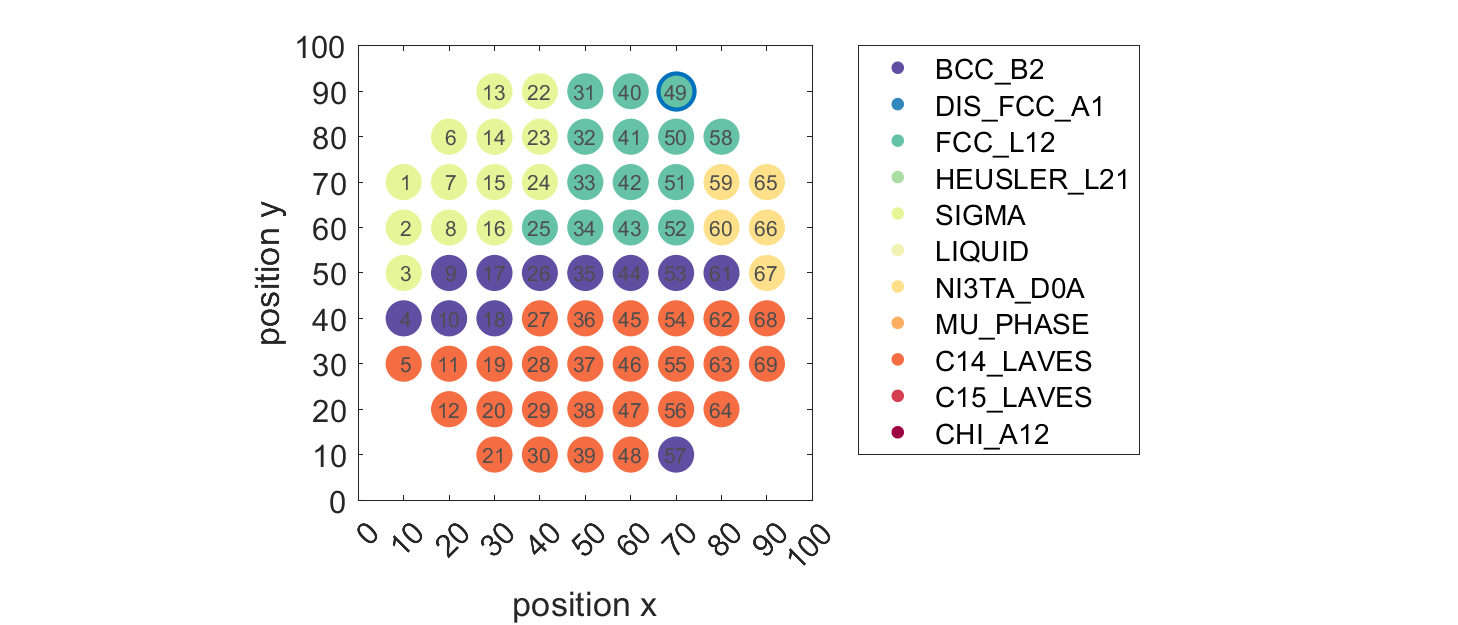 100
90
80
70
60
50
40
30
20
10
0
position y
13 22 31 40 49
6 14 23 32 41 50 58
1 7 15 24 33 42 51 59 65
2 8 16 25 34 43 52 60 66
3 9 17 26 35 44 53 61 67
4 10 18 27 36 45 54 62 68
5 11 19 28 37 46 55 63 69
12 20 29 38 47 56 64
21 30 39 48 57
0 10 20 30 40 50 60 70 80 90 100
position x
BCC_B2
DIS_FCC_A1
FCC_L12
HEUSLER_L21
SIGMA
LIQUID
NI3TA_D0A
MU_PHASE
C14_LAVES
C15_LAVES
CHI_A12